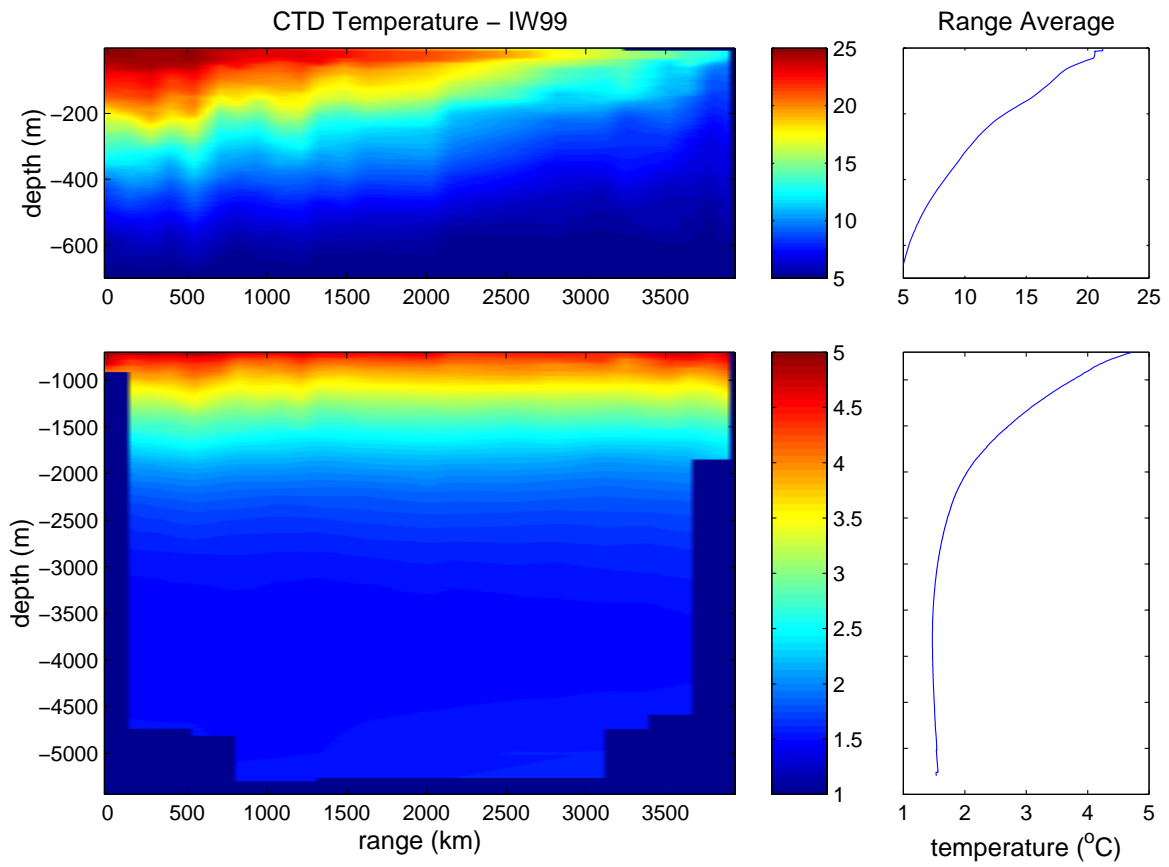 CTD Temperature – IW99
Range Average
depth (m)
−200
−400
−600
0 500 1000 1500 2000 2500 3000 3500
25
20
15
10
5
5 10 15 20 25
depth (m)
−1000
−1500
−2000
−2500
−3000
−3500
−4000
−4500
−5000
0 500 1000 1500 2000 2500 3000 3500
range (km)
5
4.5
4
3.5
3
2.5
2
1.5
1
1 2 3 4 5
temperature (°C)